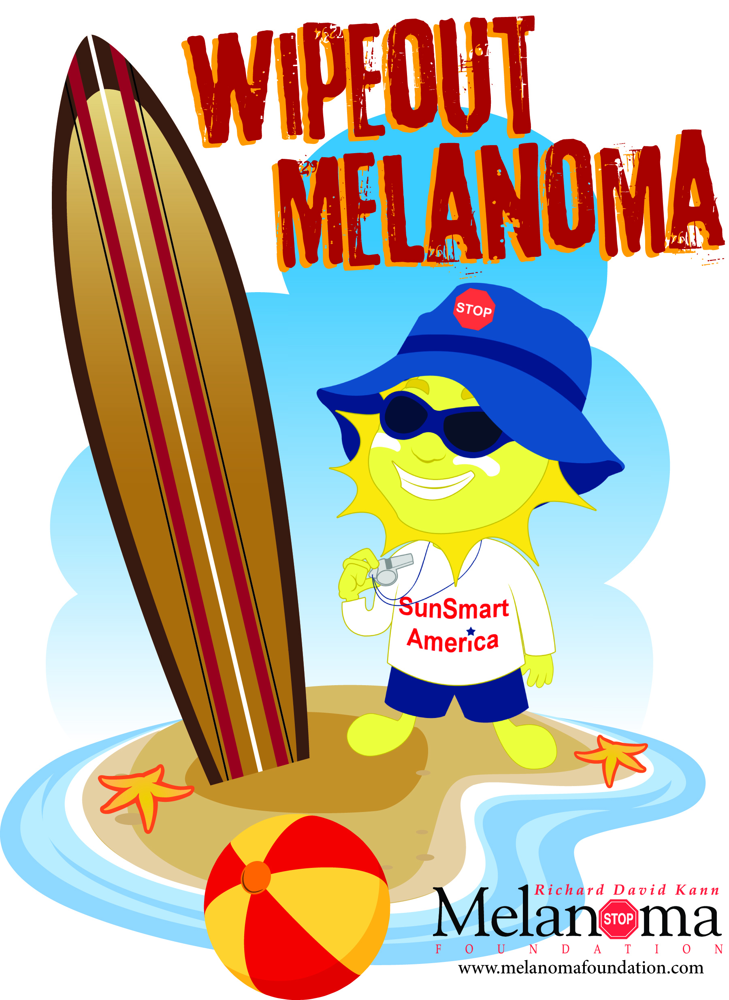 WIPEOUT
MELANOMA
STOP
SunSmart
America
Richard David Kann
Melan STOP ma
FOUNDATION
www.melanomafoundation.com